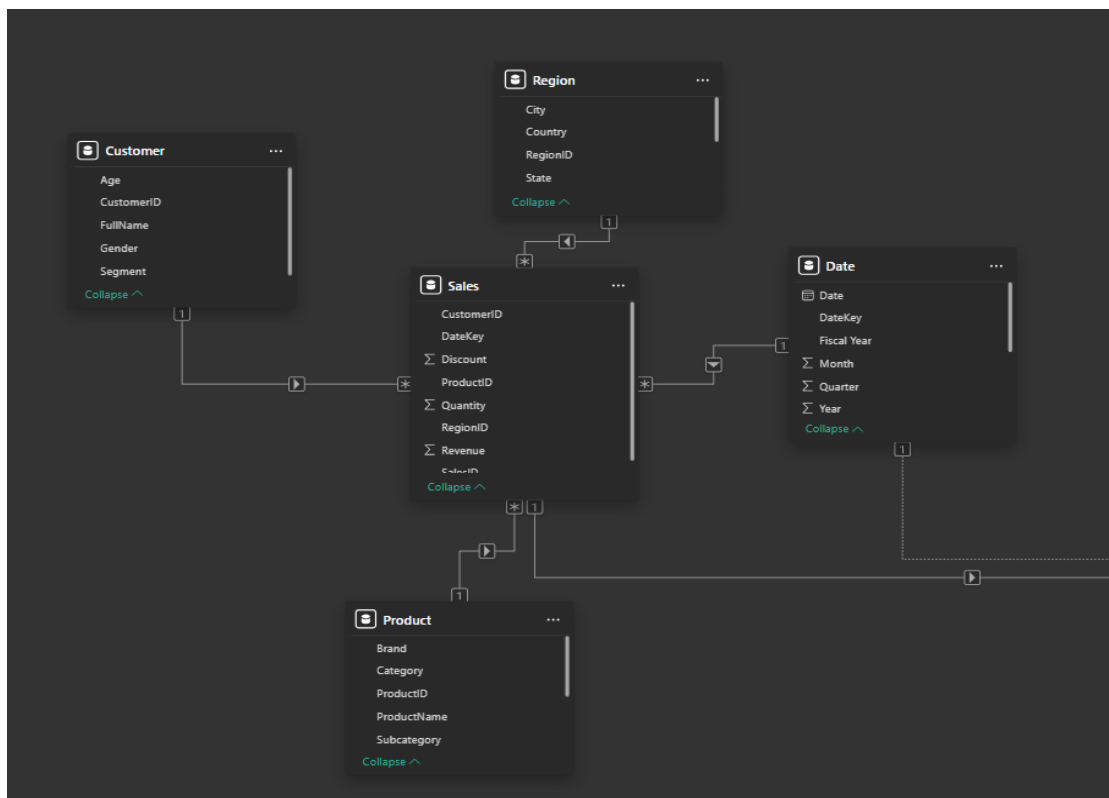 Region
City
Country
RegionID
State
Collapse
1
*
Customer
Age
CustomerID
FullName
Gender
Segment
Collapse
1
*
Sales
CustomerID
DateKey
Discount
ProductID
Quantity
RegionID
Revenue
SalesID
Collapse
* 1
Date
Date
DateKey
Fiscal Year
Month
Quarter
Year
Collapse
1
*
1
Product
Brand
Category
ProductID
ProductName
Subcategory
Collapse
1